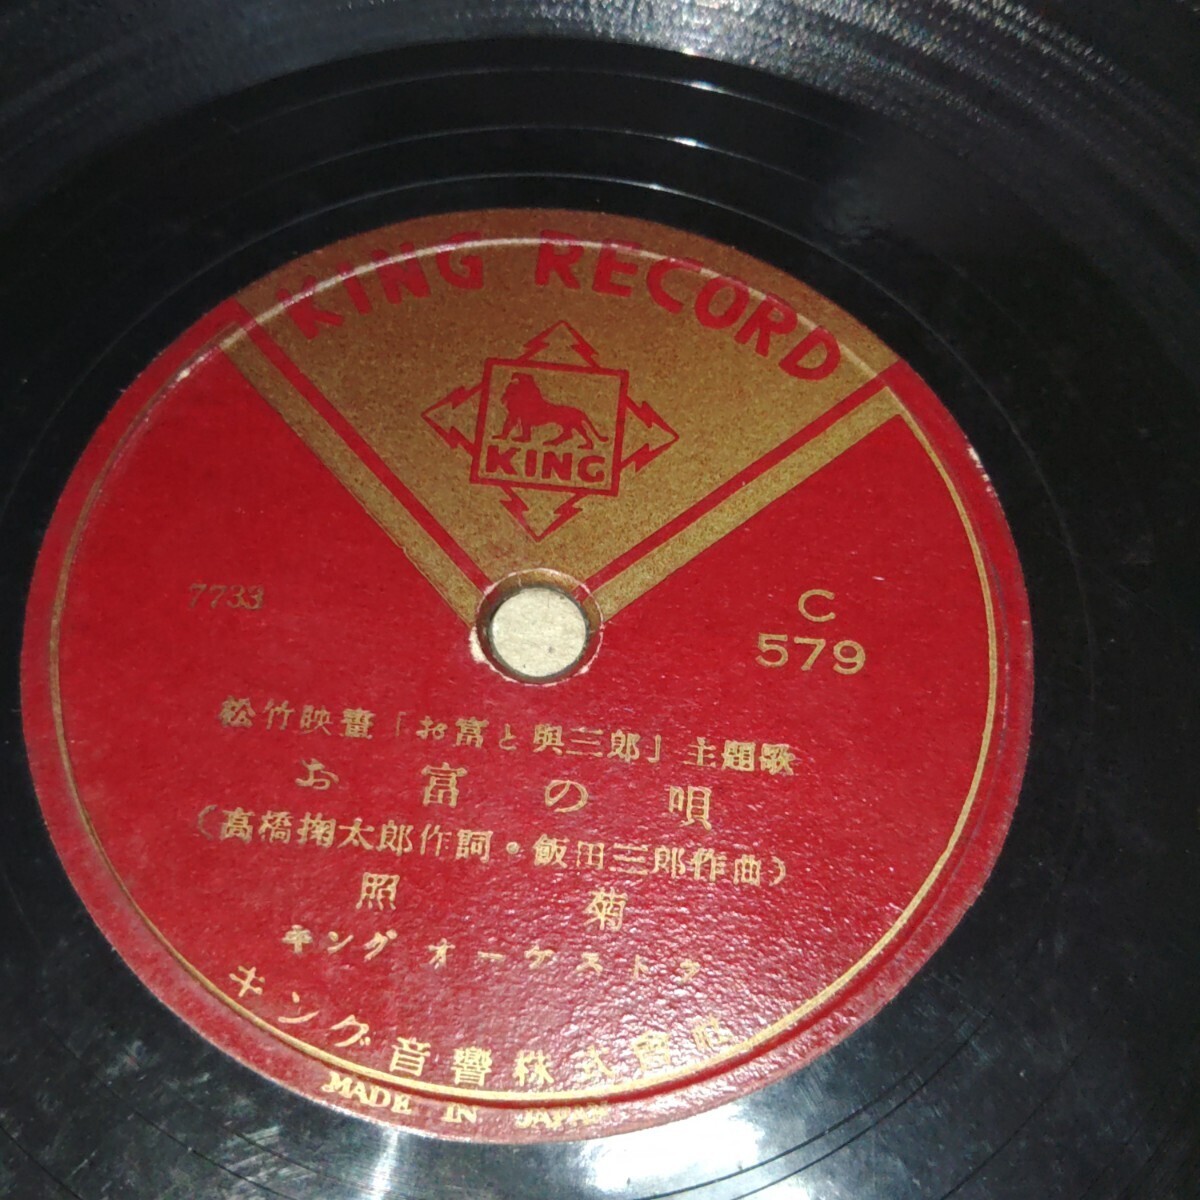 KING RECORD
KING
7733
C
579
松竹映畫「お富と與三郎」主題歌
お富の唄
(高橋掬太郎作詞・飯田三郎作曲)
照菊
キング オーケストラ
キング音響株式會社
MADE IN JAPAN